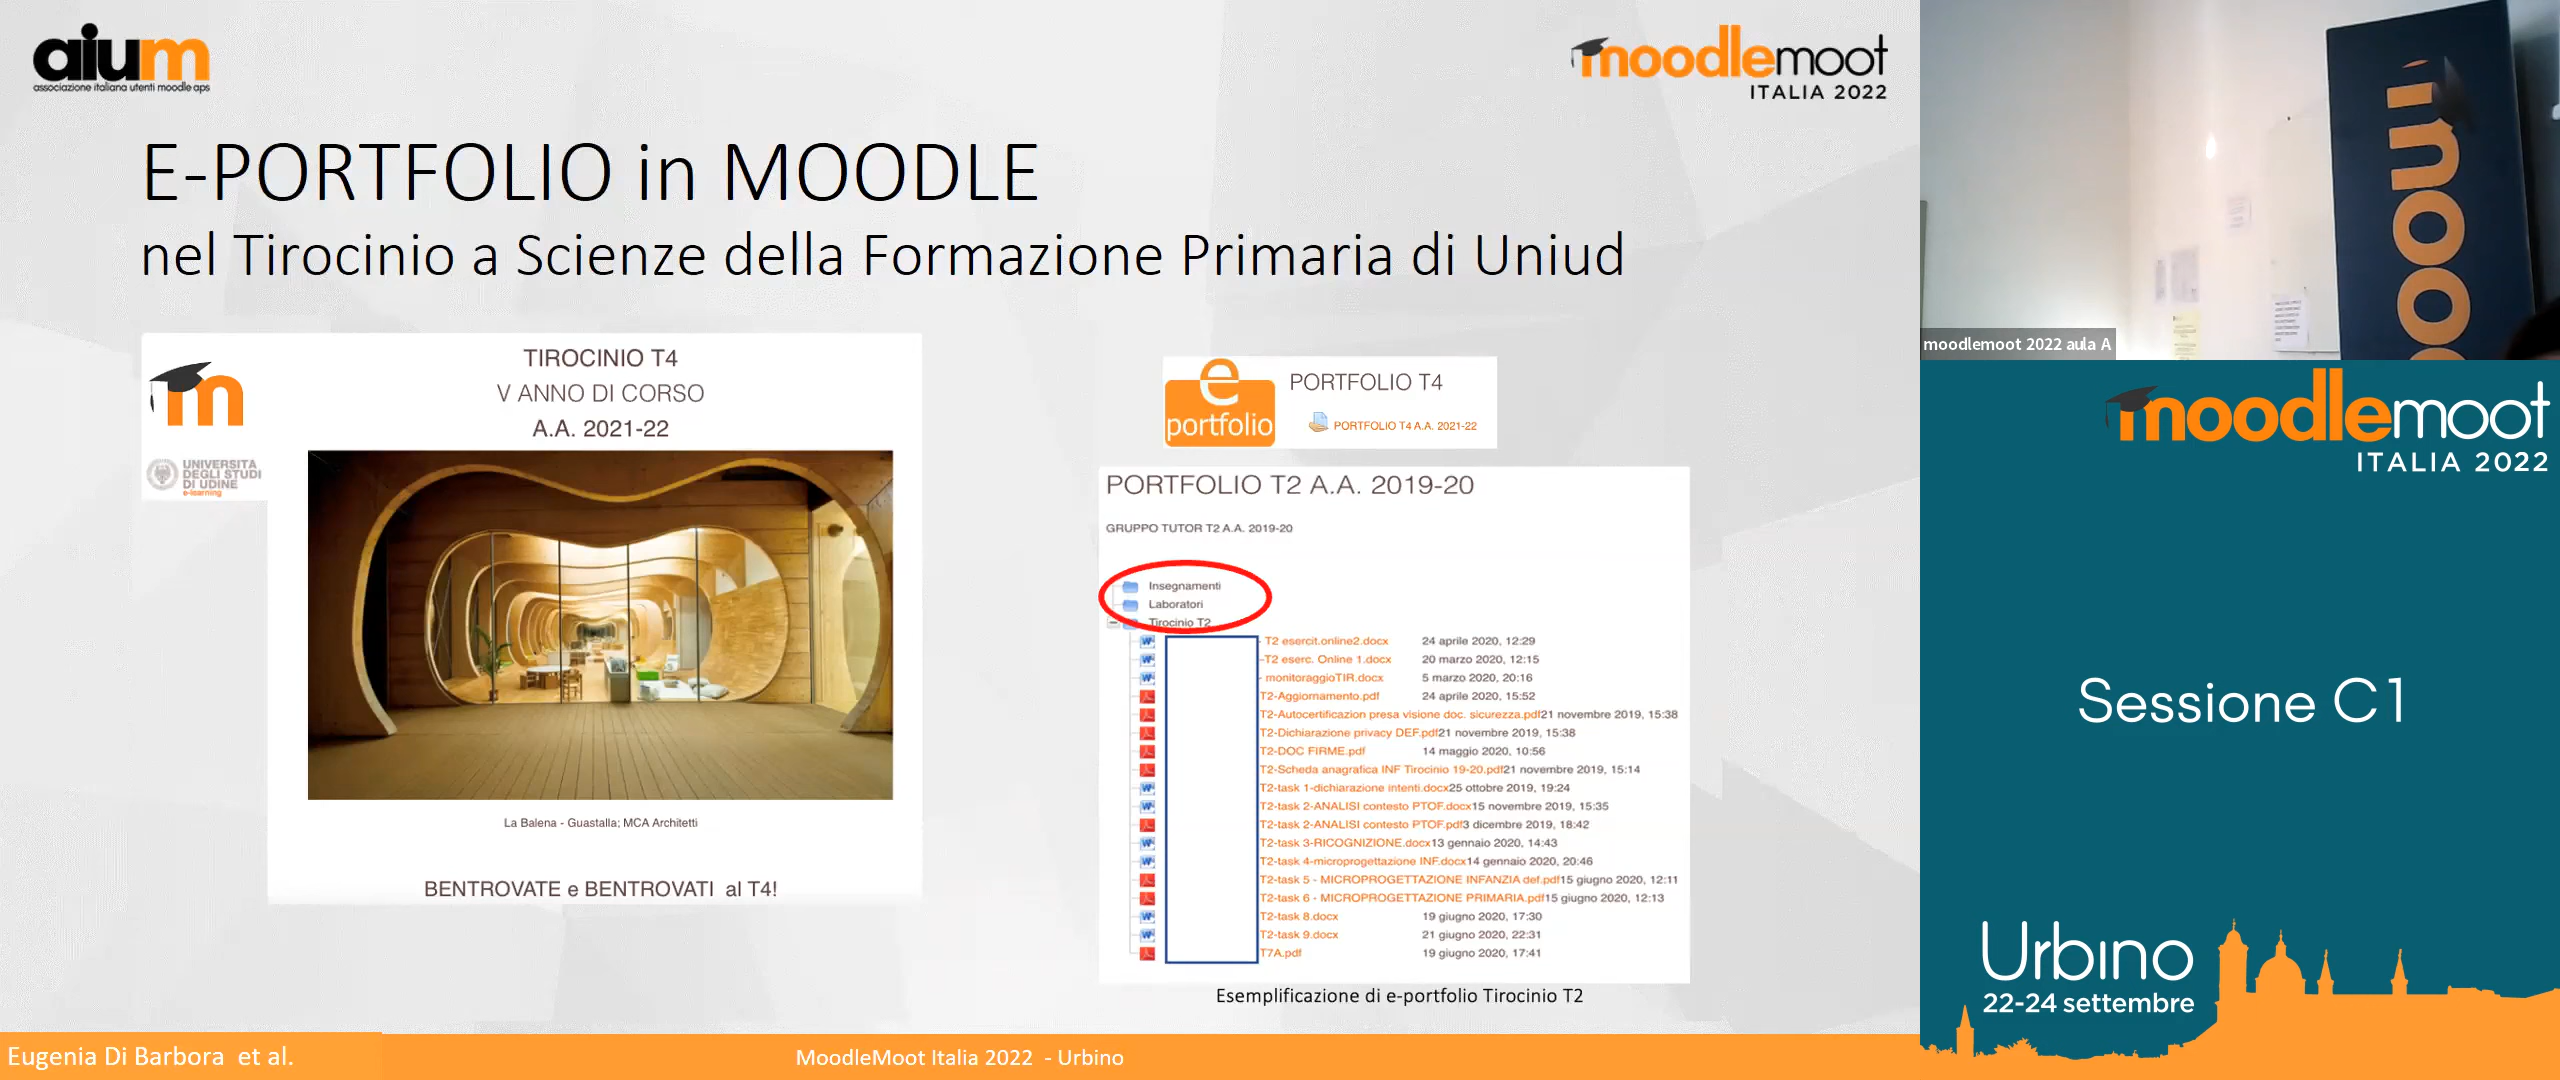 aium
associazione italiana utenti moodle aps
moodlemoot
ITALIA 2022
E-PORTFOLIO in MOODLE
nel Tirocinio a Scienze della Formazione Primaria di Uniud
m
UNIVERSITÀ
DEGLI STUDI
DI UDINE
e-learning
TIROCINIO T4
V ANNO DI CORSO
A.A. 2021-22
La Balena - Guastalla; MCA Architetti
BENTROVATE e BENTROVATI al T4!
e
portfolio
PORTFOLIO T4
PORTFOLIO T4 A.A. 2021-22
PORTFOLIO T2 A.A. 2019-20
GRUPPO TUTOR T2 A.A. 2019-20
Insegnamenti
Laboratori
Tirocinio T2
- T2 esercit.online2.docx 24 aprile 2020, 12:29
-T2 eserc. Online 1.docx 20 marzo 2020, 12:15
- monitoraggioTIR.docx 5 marzo 2020, 20:16
T2-Aggiornamento.pdf 24 aprile 2020, 15:52
T2-Autocertificazion presa visione doc. sicurezza.pdf21 novembre 2019, 15:38
T2-Dichiarazione privacy DEF.pdf21 novembre 2019, 15:38
T2-DOC FIRME.pdf 14 maggio 2020, 10:56
T2-Scheda anagrafica INF Tirocinio 19-20.pdf21 novembre 2019, 15:14
T2-task 1-dichiarazione intenti.docx25 ottobre 2019, 19:24
T2-task 2-ANALISI contesto PTOF.docx15 novembre 2019, 15:35
T2-task 2-ANALISI contesto PTOF.pdf3 dicembre 2019, 18:42
T2-task 3-RICOGNIZIONE.docx13 gennaio 2020, 14:43
T2-task 4-microprogettazione INF.docx14 gennaio 2020, 20:46
T2-task 5 - MICROPROGETTAZIONE INFANZIA def.pdf15 giugno 2020, 12:11
T2-task 6 - MICROPROGETTAZIONE PRIMARIA.pdf15 giugno 2020, 12:13
T2-task 8.docx 19 giugno 2020, 17:30
T2-task 9.docx 21 giugno 2020, 22:31
T7A.pdf 19 giugno 2020, 17:41
Esemplificazione di e-portfolio Tirocinio T2
Eugenia Di Barbora et al.
MoodleMoot Italia 2022 - Urbino
moo
moodlemoot 2022 aula A
moodlemoot
ITALIA 2022
Sessione C1
Urbino
22-24 settembre